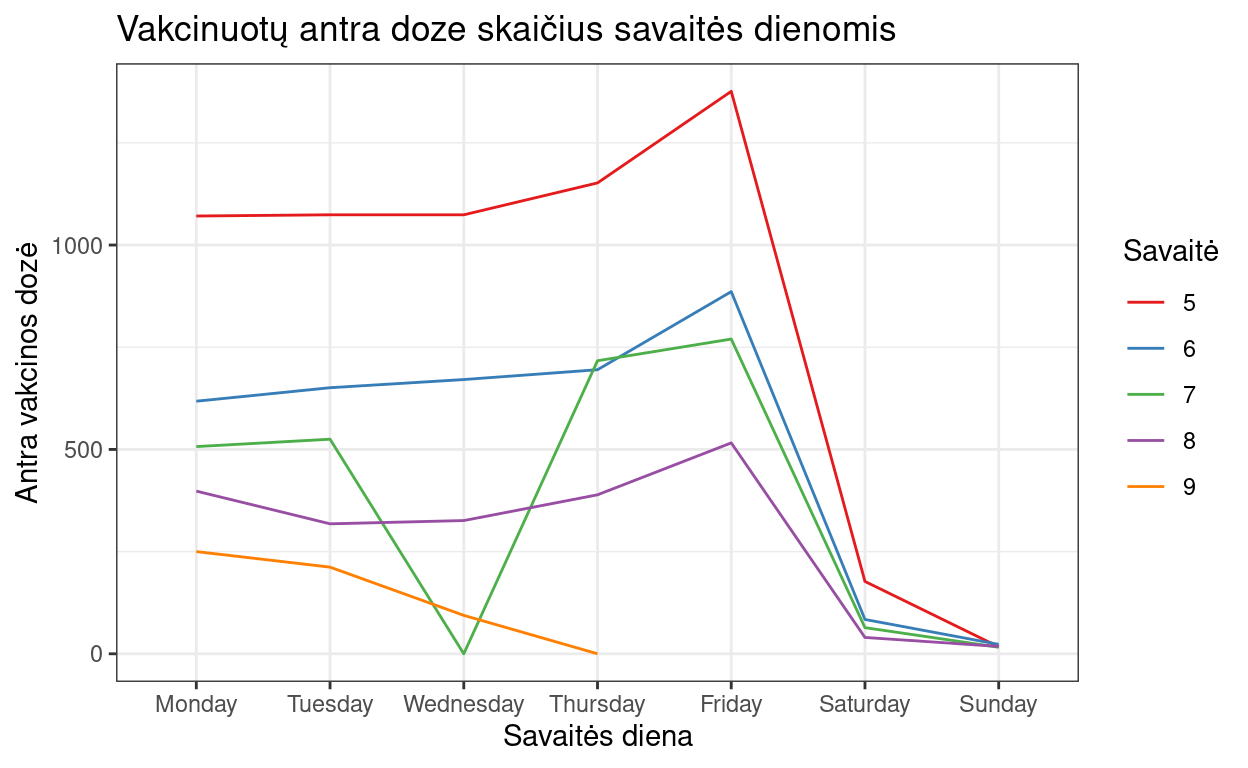 Vakcinuotų antra doze skaičius savaitės dienomis
Antra vakcinos dozė
1000
500
0
Monday
Tuesday
Wednesday
Thursday
Friday
Saturday
Sunday
Savaitės diena
Savaitė
5
6
7
8
9